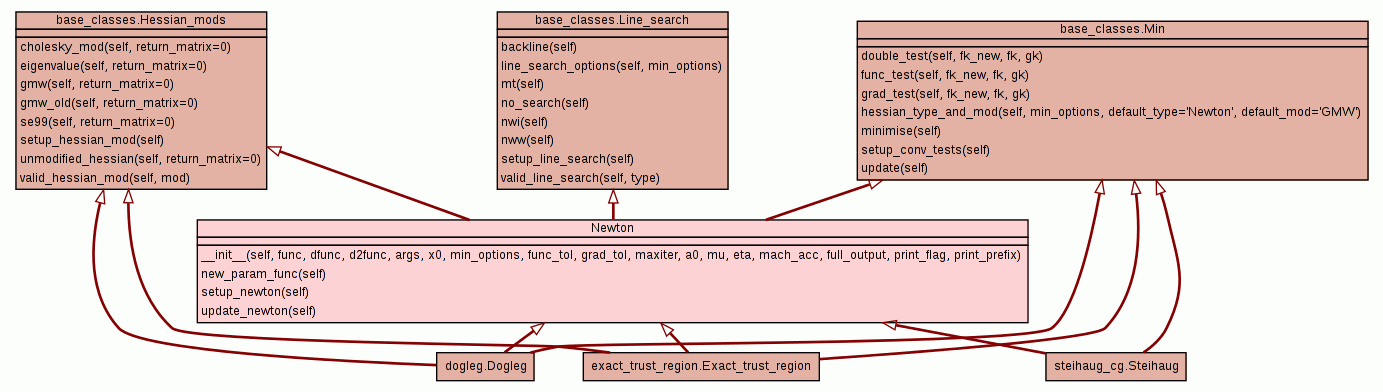 base_classes.Hessian_mods
cholesky_mod(self, return_matrix=0)
eigenvalue(self, return_matrix=0)
gmw(self, return_matrix=0)
gmw_old(self, return_matrix=0)
se99(self, return_matrix=0)
setup_hessian_mod(self)
unmodified_hessian(self, return_matrix=0)
valid_hessian_mod(self, mod)
base_classes.Line_search
backline(self)
line_search_options(self, min_options)
mt(self)
no_search(self)
nwi(self)
nww(self)
setup_line_search(self)
valid_line_search(self, type)
base_classes.Min
double_test(self, fk_new, fk, gk)
func_test(self, fk_new, fk, gk)
grad_test(self, fk_new, fk, gk)
hessian_type_and_mod(self, min_options, default_type='Newton', default_mod='GMW')
minimise(self)
setup_conv_tests(self)
update(self)
Newton
__init__(self, func, dfunc, d2func, args, x0, min_options, func_tol, grad_tol, maxiter, a0, mu, eta, mach_acc, full_output, print_flag, print_prefix)
new_param_func(self)
setup_newton(self)
update_newton(self)
dogleg.Dogleg
exact_trust_region.Exact_trust_region
steihaug_cg.Steihaug